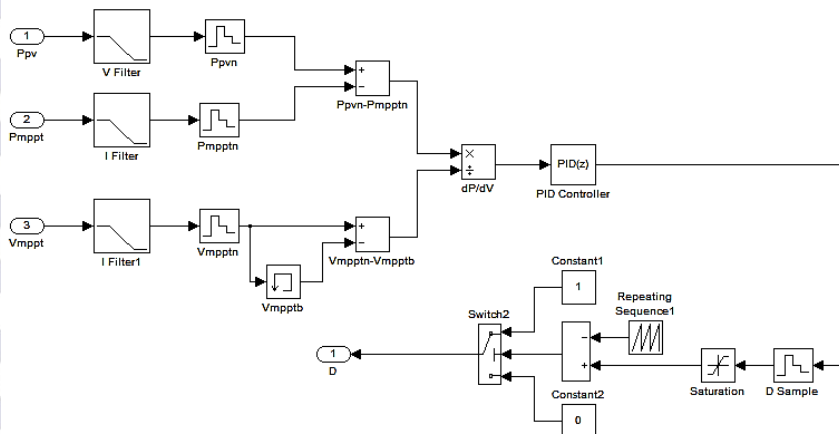 1
Ppv
V Filter
Ppvn
+
−
Ppvn-Pmpptn
2
Pmppt
I Filter
Pmpptn
×
÷
dP/dV
PID(z)
PID Controller
3
Vmppt
I Filter1
Vmpptn
+
−
Vmpptn-Vmpptb
Vmpptb
Constant1
1
Repeating
Sequence1
Switch2
−
+
1
D
Saturation
D Sample
Constant2
0